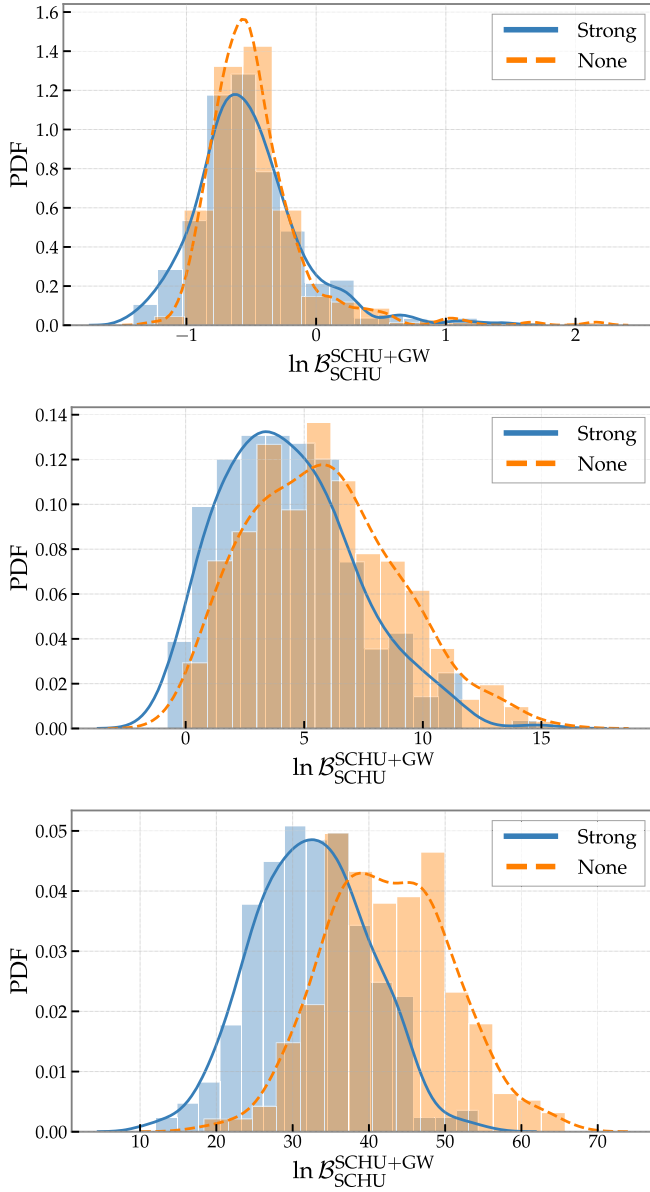 1.6
1.4
1.2
1.0
0.8
0.6
0.4
0.2
0.0
PDF
Strong
None
−1 0 1 2
ln B^SCHU+GW_SCHU
0.14
0.12
0.10
0.08
0.06
0.04
0.02
0.00
PDF
Strong
None
0 5 10 15
ln B^SCHU+GW_SCHU
0.05
0.04
0.03
0.02
0.01
0.00
PDF
Strong
None
10 20 30 40 50 60 70
ln B^SCHU+GW_SCHU